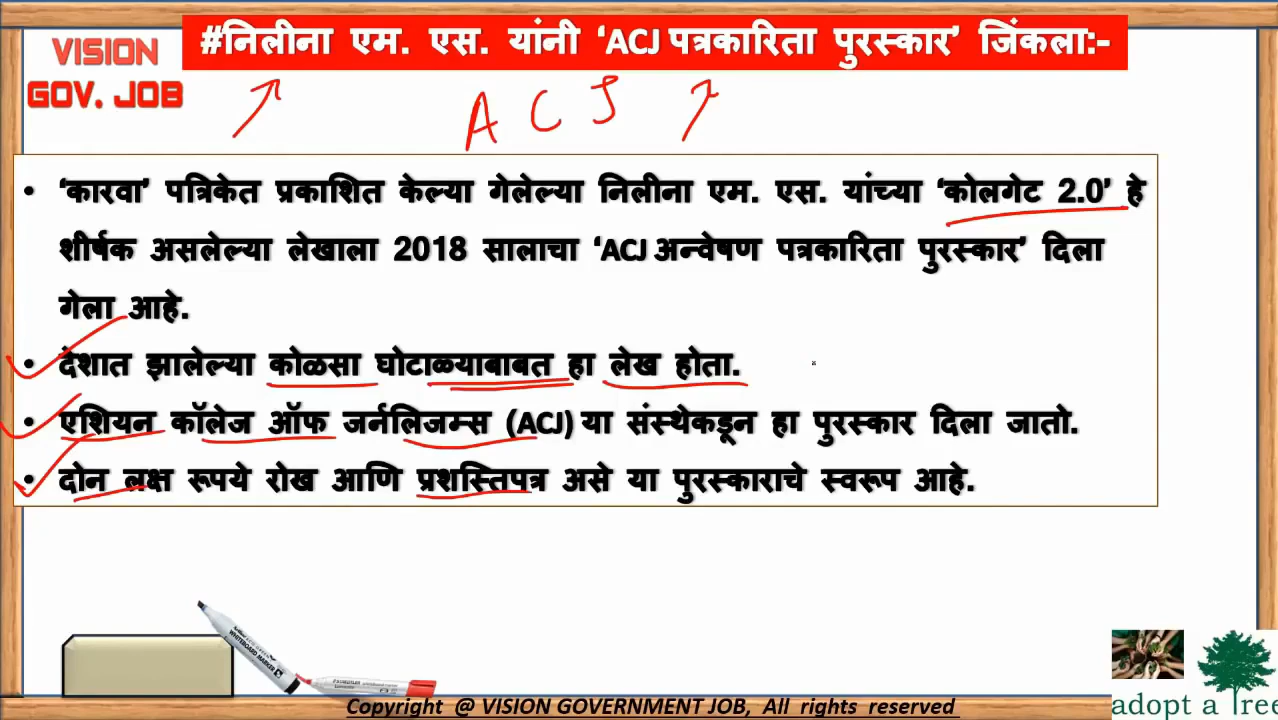 VISION
GOV. JOB
#निलीना एम. एस. यांनी ‘ACJ पत्रकारिता पुरस्कार’ जिंकला:-
A C J
• ‘कारवा’ पत्रिकेत प्रकाशित केल्या गेलेल्या निलीना एम. एस. यांच्या ‘कोलगेट 2.0’ हे
शीर्षक असलेल्या लेखाला 2018 सालाचा ‘ACJ अन्वेषण पत्रकारिता पुरस्कार’ दिला
गेला आहे.
• देशात झालेल्या कोळसा घोटाळ्याबाबत हा लेख होता.
• एशियन कॉलेज ऑफ जर्नलिजम्स (ACJ) या संस्थेकडून हा पुरस्कार दिला जातो.
• दोन लक्ष रूपये रोख आणि प्रशस्तिपत्र असे या पुरस्काराचे स्वरूप आहे.
WHITEBOARD MARKER
STAEDTLER
adopt a Tree
Copyright @ VISION GOVERNMENT JOB, All rights reserved